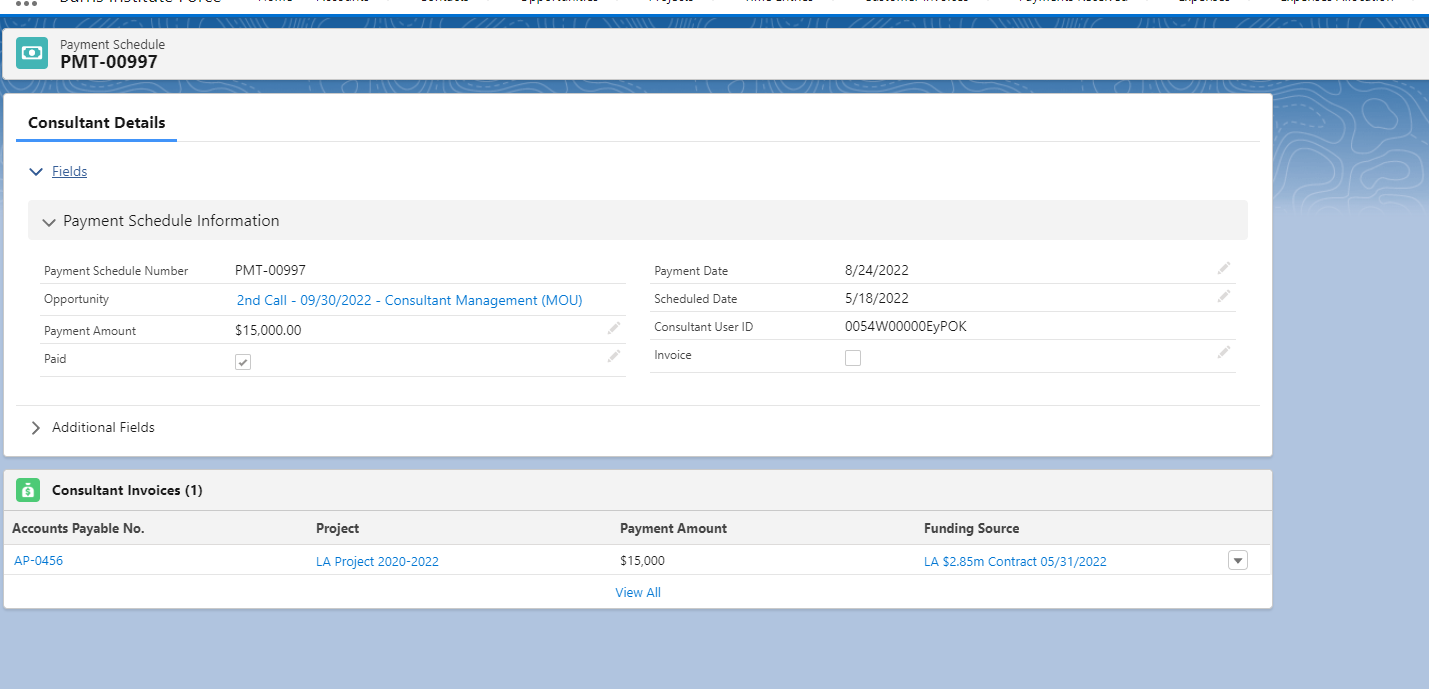 Payment Schedule
PMT-00997
Consultant Details
Fields
Payment Schedule Information
Payment Schedule Number PMT-00997
Opportunity 2nd Call - 09/30/2022 - Consultant Management (MOU)
Payment Amount $15,000.00
Paid
Payment Date 8/24/2022
Scheduled Date 5/18/2022
Consultant User ID 0054W00000EyPOK
Invoice
Additional Fields
Consultant Invoices (1)
Accounts Payable No. Project Payment Amount Funding Source
AP-0456 LA Project 2020-2022 $15,000 LA $2.85m Contract 05/31/2022
View All